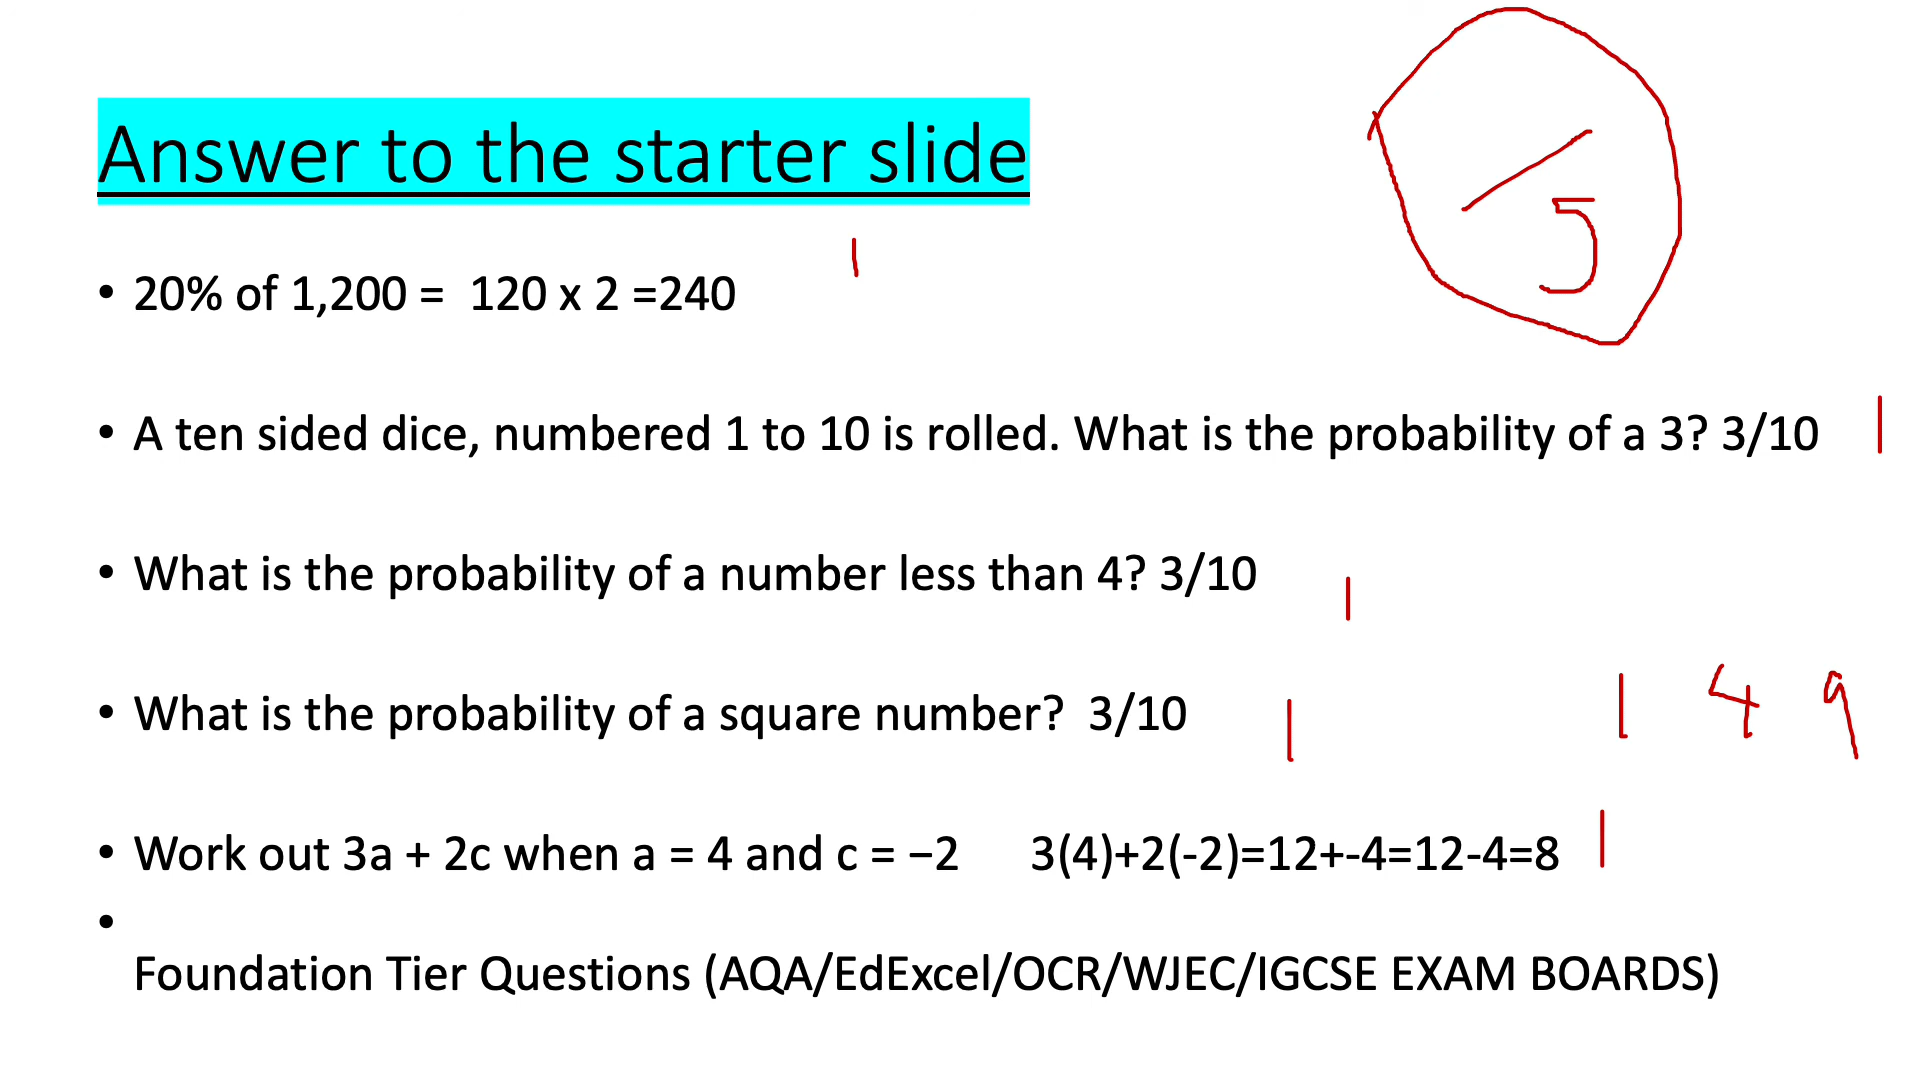 /5
Answer to the starter slide
• 20% of 1,200 =  120 x 2 =240 1
• A ten sided dice, numbered 1 to 10 is rolled. What is the probability of a 3? 3/10 1
• What is the probability of a number less than 4? 3/10 1
• What is the probability of a square number?  3/10 1 1 4 9
• Work out 3a + 2c when a = 4 and c = −2 3(4)+2(-2)=12+-4=12-4=8 1
•
Foundation Tier Questions (AQA/EdExcel/OCR/WJEC/IGCSE EXAM BOARDS)